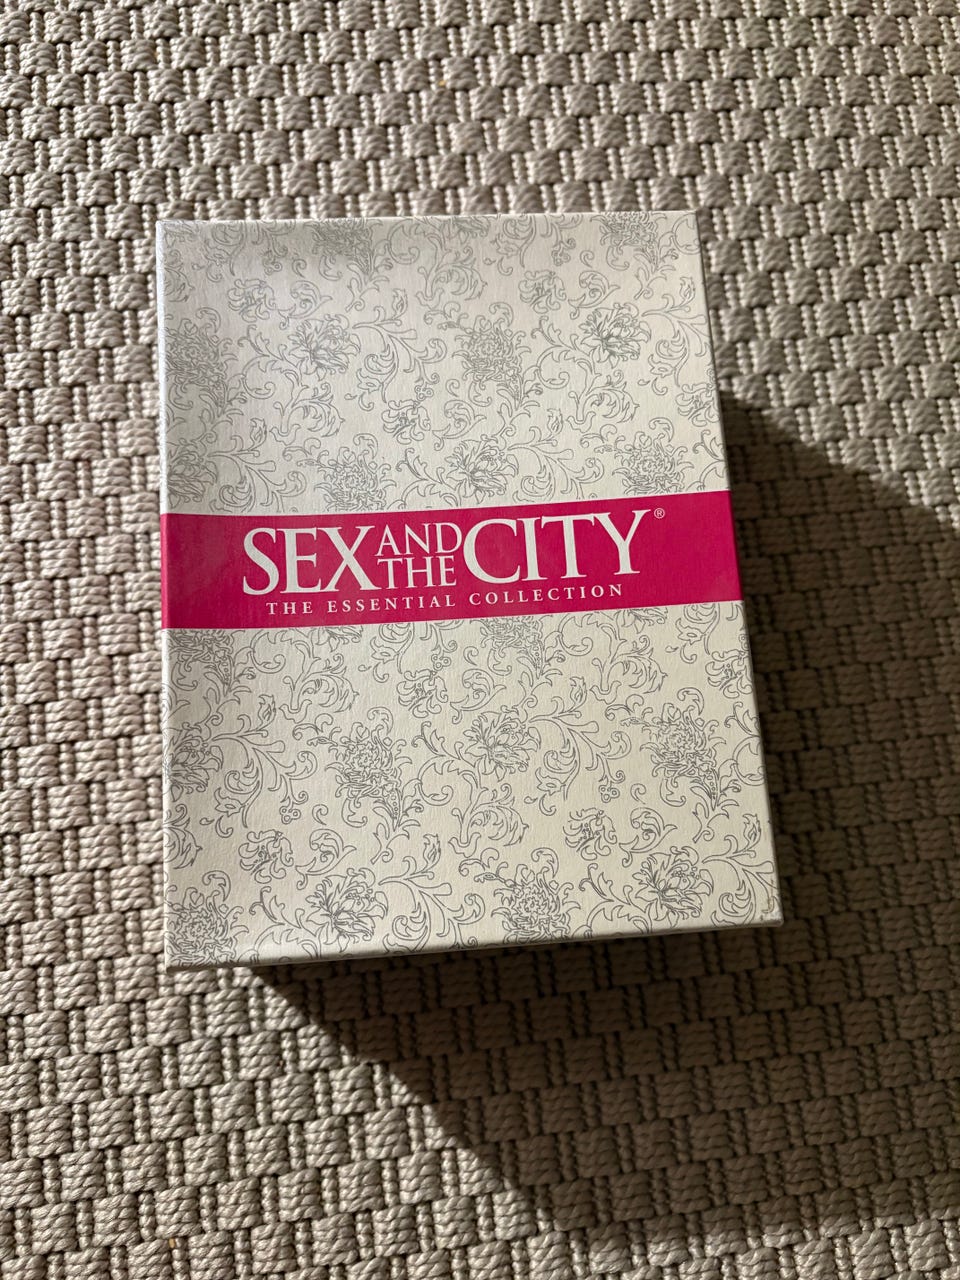 SEX AND THE CITY®
THE ESSENTIAL COLLECTION